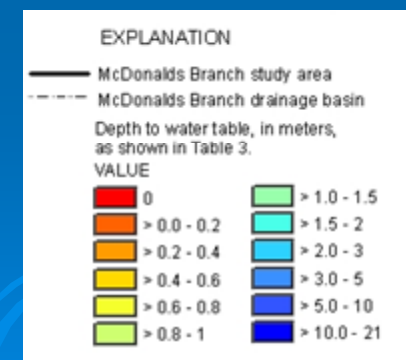 EXPLANATION
McDonalds Branch study area
McDonalds Branch drainage basin
Depth to water table, in meters,
as shown in Table 3.
VALUE
0
> 0.0 - 0.2
> 0.2 - 0.4
> 0.4 - 0.6
> 0.6 - 0.8
> 0.8 - 1
> 1.0 - 1.5
> 1.5 - 2
> 2.0 - 3
> 3.0 - 5
> 5.0 - 10
> 10.0 - 21